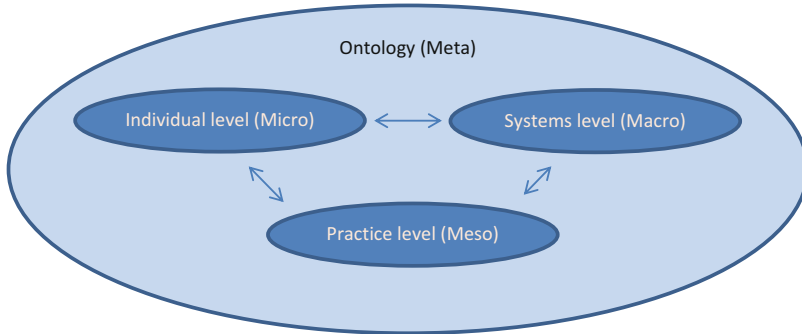 Ontology (Meta)
Individual level (Micro)
Systems level (Macro)
Practice level (Meso)